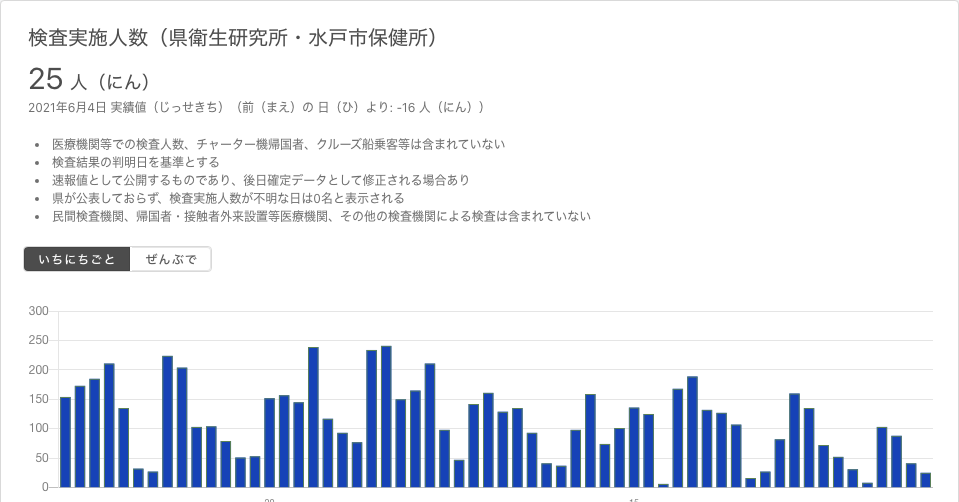 検査実施人数（県衛生研究所・水戸市保健所）
25 人（にん）
2021年6月4日 実績値（じっせきち）（前（まえ）の 日（ひ）より: -16 人（にん））
• 医療機関等での検査人数、チャーター機帰国者、クルーズ船乗客等は含まれていない
• 検査結果の判明日を基準とする
• 速報値として公開するものであり、後日確定データとして修正される場合あり
• 県が公表しておらず、検査実施人数が不明な日は0名と表示される
• 民間検査機関、帰国者・接触者外来設置等医療機関、その他の検査機関による検査は含まれていない
いちにちごと ぜんぶで
300
250
200
150
100
50
0